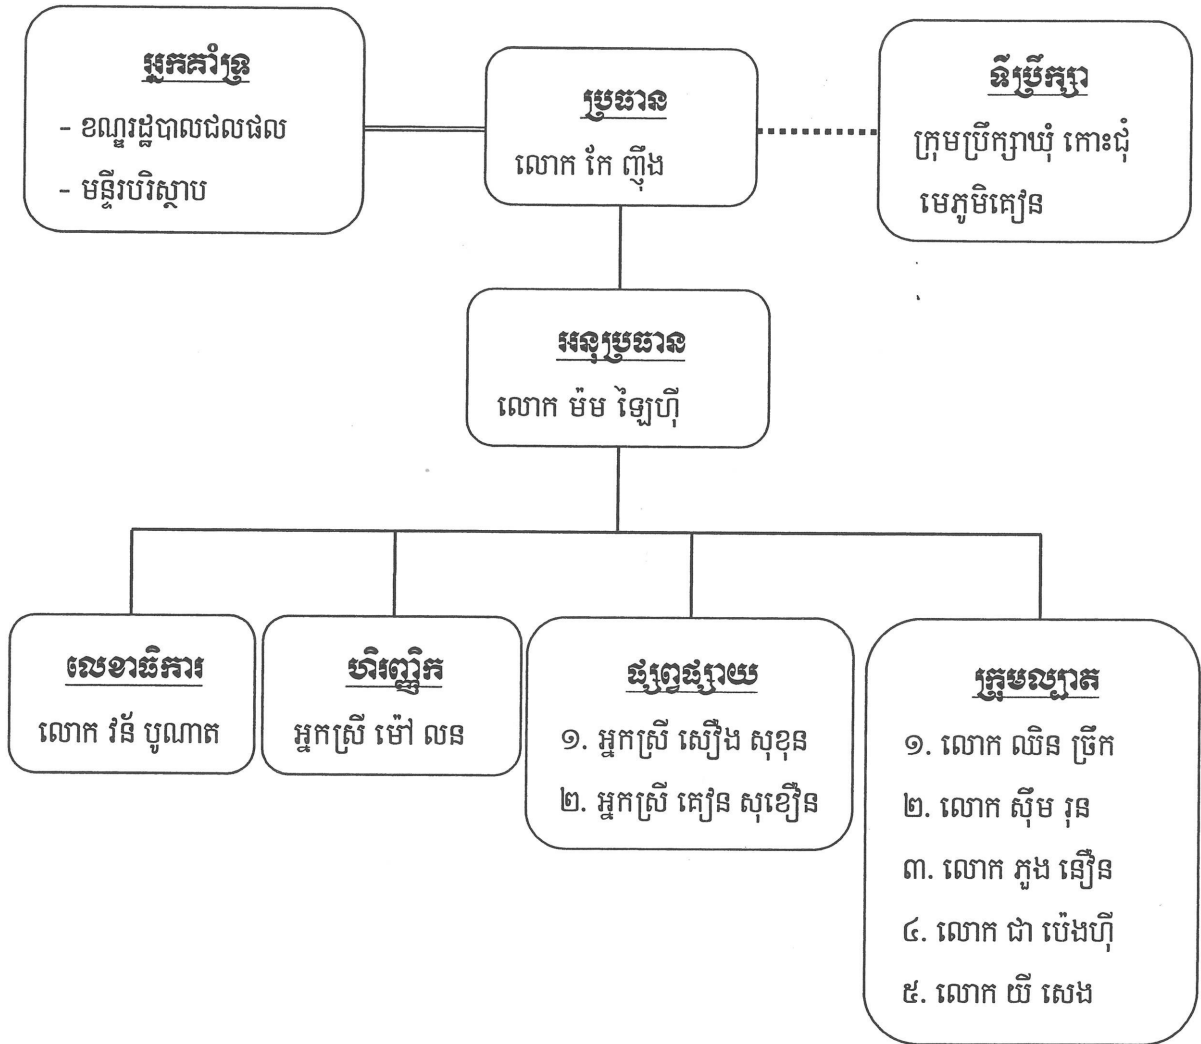 អ្នកគាំទ្រ
- ខណ្ឌរដ្ឋបាលជលផល
- មន្ទីរបរិស្ថាប
ប្រធាន
លោក កែ ញ៉ឹង
ទីប្រឹក្សា
ក្រុមប្រឹក្សាឃុំ កោះជុំ
មេភូមិគៀន
អនុប្រធាន
លោក ម៉ម ឡៃហ៊ី
លេខាធិការ
លោក វន័ បូណាត
ហិរញ្ញិក
អ្នកស្រី ម៉ៅ លន
ផ្សព្វផ្សាយ
១. អ្នកស្រី សឿង សុខុន
២. អ្នកស្រី គៀន សុខឿន
ក្រុមល្បាត
១. លោក ឈិន ច្រឹក
២. លោក ស៊ឹម រុន
៣. លោក ភួង នឿន
៤. លោក ជា ប៉េងហ៊ី
៥. លោក យី សេង